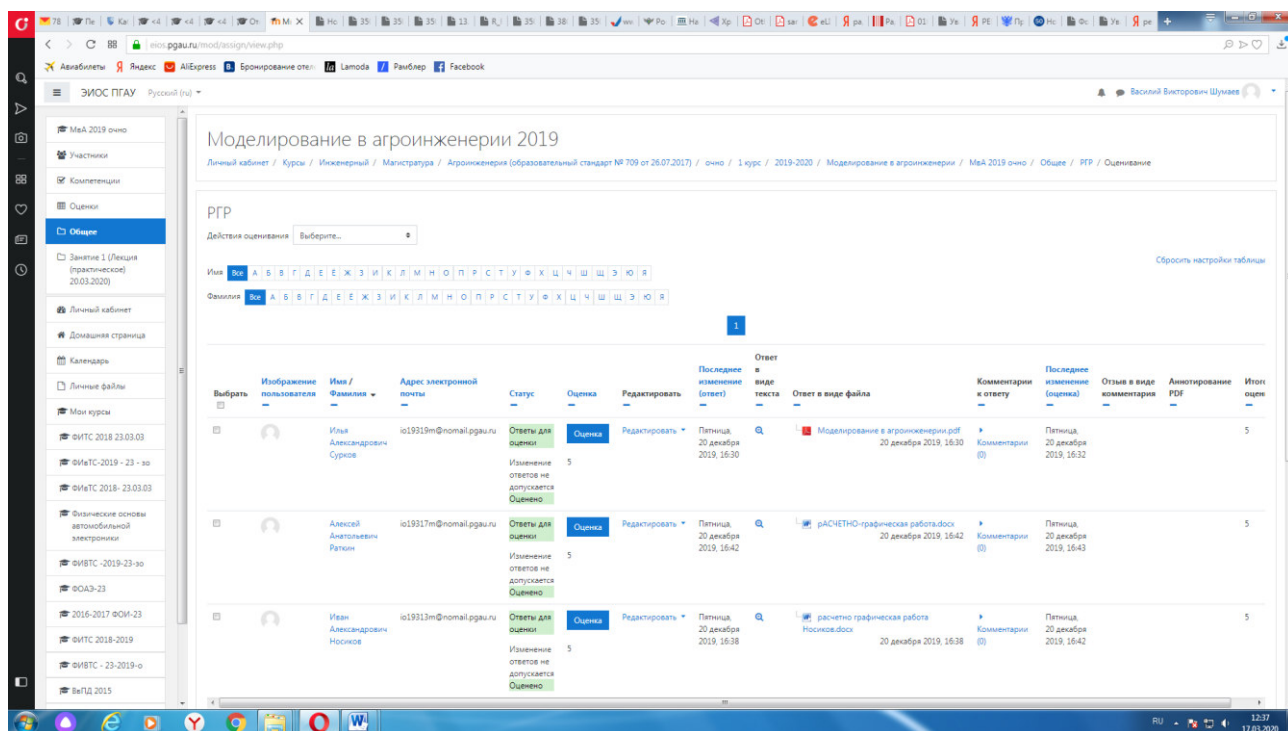 eios.pgau.ru/mod/assign/view.php
Авиабилеты Яндекс AliExpress Бронирование отел Lamoda Рамблер Facebook
ЭИОС ПГАУ Русский (ru)
Василий Викторович Шумаев
МвА 2019 очно
Участники
Компетенции
Оценки
Общее
Занятие 1 (Лекция
(практическое)
20.03.2020)
Личный кабинет
Домашняя страница
Календарь
Личные файлы
Мои курсы
ФИТС 2018 23.03.03
ФИвТС-2019 - 23 - зо
ФИвТС 2018- 23.03.03
Физические основы
автомобильной
электроники
ФИВТС -2019-23-зо
ФОАЭ-23
2016-2017 ФОИ-23
ФИТС 2018-2019
ФИВТС - 23-2019-о
ВвПД 2015
Моделирование в агроинженерии 2019
Личный кабинет / Курсы / Инженерный / Магистратура / Агроинженерия (образовательный стандарт № 709 от 26.07.2017) / очно / 1 курс / 2019-2020 / Моделирование в агроинженерии / МвА 2019 очно / Общее / РГР / Оценивание
РГР
Действия оценивания Выберите...
Сбросить настройки таблицы
Имя Все А Б В Г Д Е Ё Ж З И К Л М Н О П Р С Т У Ф Х Ц Ч Ш Щ Э Ю Я
Фамилия Все А Б В Г Д Е Ё Ж З И К Л М Н О П Р С Т У Ф Х Ц Ч Ш Щ Э Ю Я
1
Выбрать
Изображение
пользователя
Имя /
Фамилия
Адрес электронной
почты
Статус
Оценка
Редактировать
Последнее
изменение
(ответ)
Ответ
в
виде
текста
Ответ в виде файла
Комментарии
к ответу
Последнее
изменение
(оценка)
Отзыв в виде
комментария
Аннотирование
PDF
Итого
оцен
Илья
Александрович
Сурков
io19319m@nomail.pgau.ru
Ответы для
оценки
Изменение
ответов не
допускается
Оценено
Оценка
5
Редактировать
Пятница,
20 декабря
2019, 16:30
Моделирование в агроинженерии.pdf
20 декабря 2019, 16:30
Комментарии
(0)
Пятница,
20 декабря
2019, 16:32
5
Алексей
Анатольевич
Раткин
io19317m@nomail.pgau.ru
Ответы для
оценки
Изменение
ответов не
допускается
Оценено
Оценка
5
Редактировать
Пятница,
20 декабря
2019, 16:42
рАСЧЕТНО-графическая работа.docx
20 декабря 2019, 16:42
Комментарии
(0)
Пятница,
20 декабря
2019, 16:43
5
Иван
Александрович
Носиков
io19313m@nomail.pgau.ru
Ответы для
оценки
Изменение
ответов не
допускается
Оценено
Оценка
5
Редактировать
Пятница,
20 декабря
2019, 16:38
расчетно графическая работа
Носиков.docx
20 декабря 2019, 16:38
Комментарии
(0)
Пятница,
20 декабря
2019, 16:42
5
RU
12:37
17.03.2020